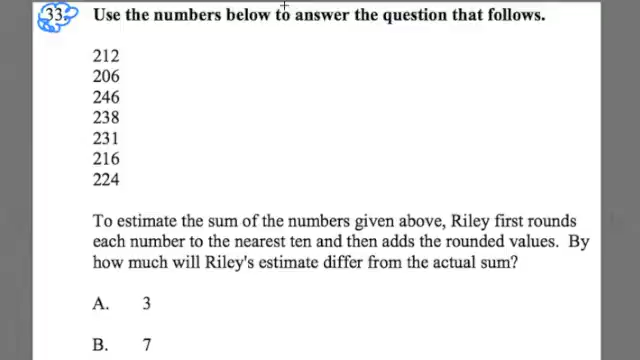 33. Use the numbers below to answer the question that follows.
212
206
246
238
231
216
224
To estimate the sum of the numbers given above, Riley first rounds
each number to the nearest ten and then adds the rounded values. By
how much will Riley's estimate differ from the actual sum?
A. 3
B. 7